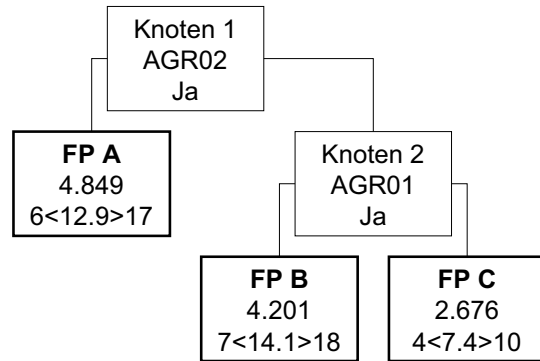 Knoten 1
AGR02
Ja
FP A
4.849
6<12.9>17
Knoten 2
AGR01
Ja
FP B
4.201
7<14.1>18
FP C
2.676
4<7.4>10